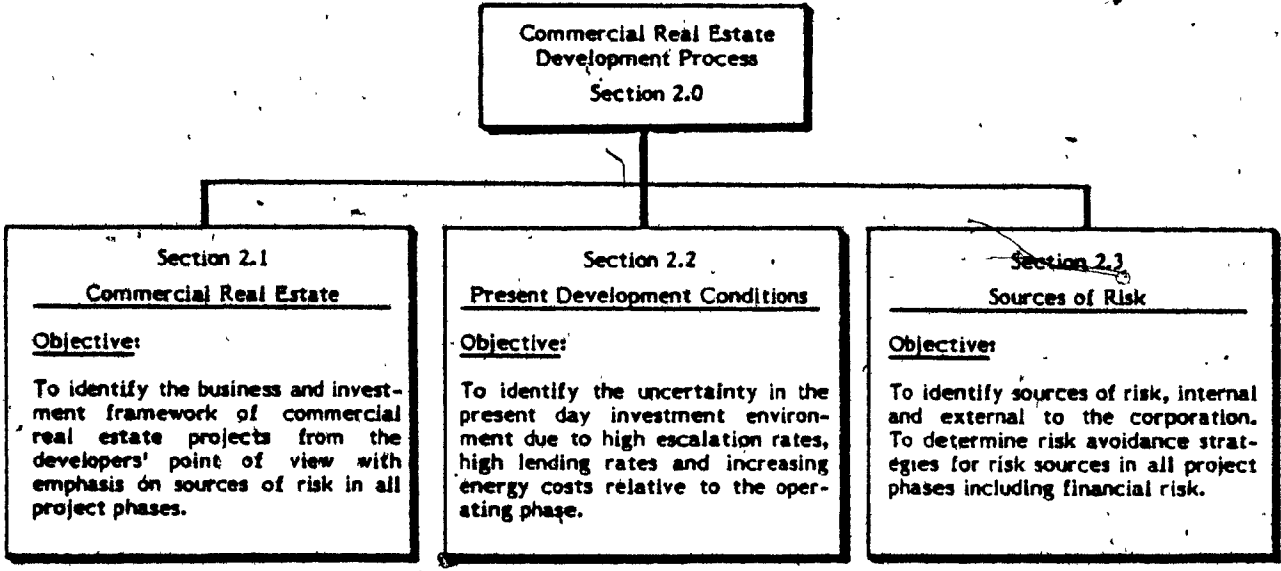 Commercial Real Estate
Development Process
Section 2.0
Section 2.1
Commercial Real Estate
Objective:
To identify the business and invest-
ment framework of commercial
real estate projects from the
developers' point of view with
emphasis on sources of risk in all
project phases.
Section 2.2
Present Development Conditions
Objective:
To identify the uncertainty in the
present day investment environ-
ment due to high escalation rates,
high lending rates and increasing
energy costs relative to the oper-
ating phase.
Section 2.3
Sources of Risk
Objective:
To identify sources of risk, internal
and external to the corporation.
To determine risk avoidance strat-
egies for risk sources in all project
phases including financial risk.